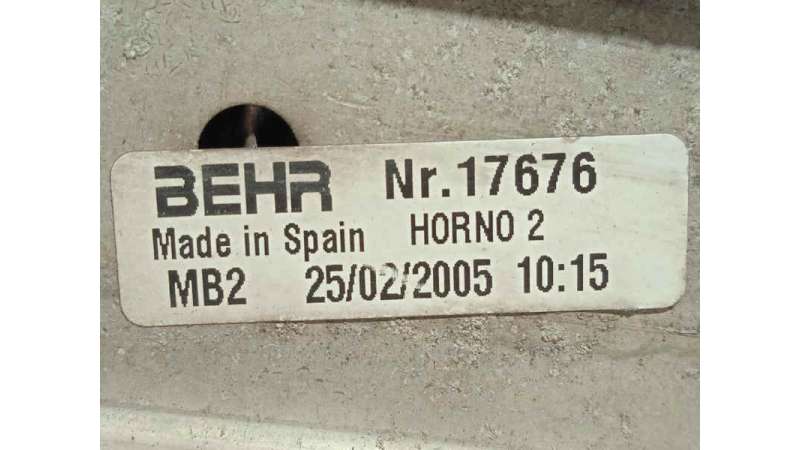 BEHR Nr.17676
Made in Spain HORNO 2
MB2 25/02/2005 10:15